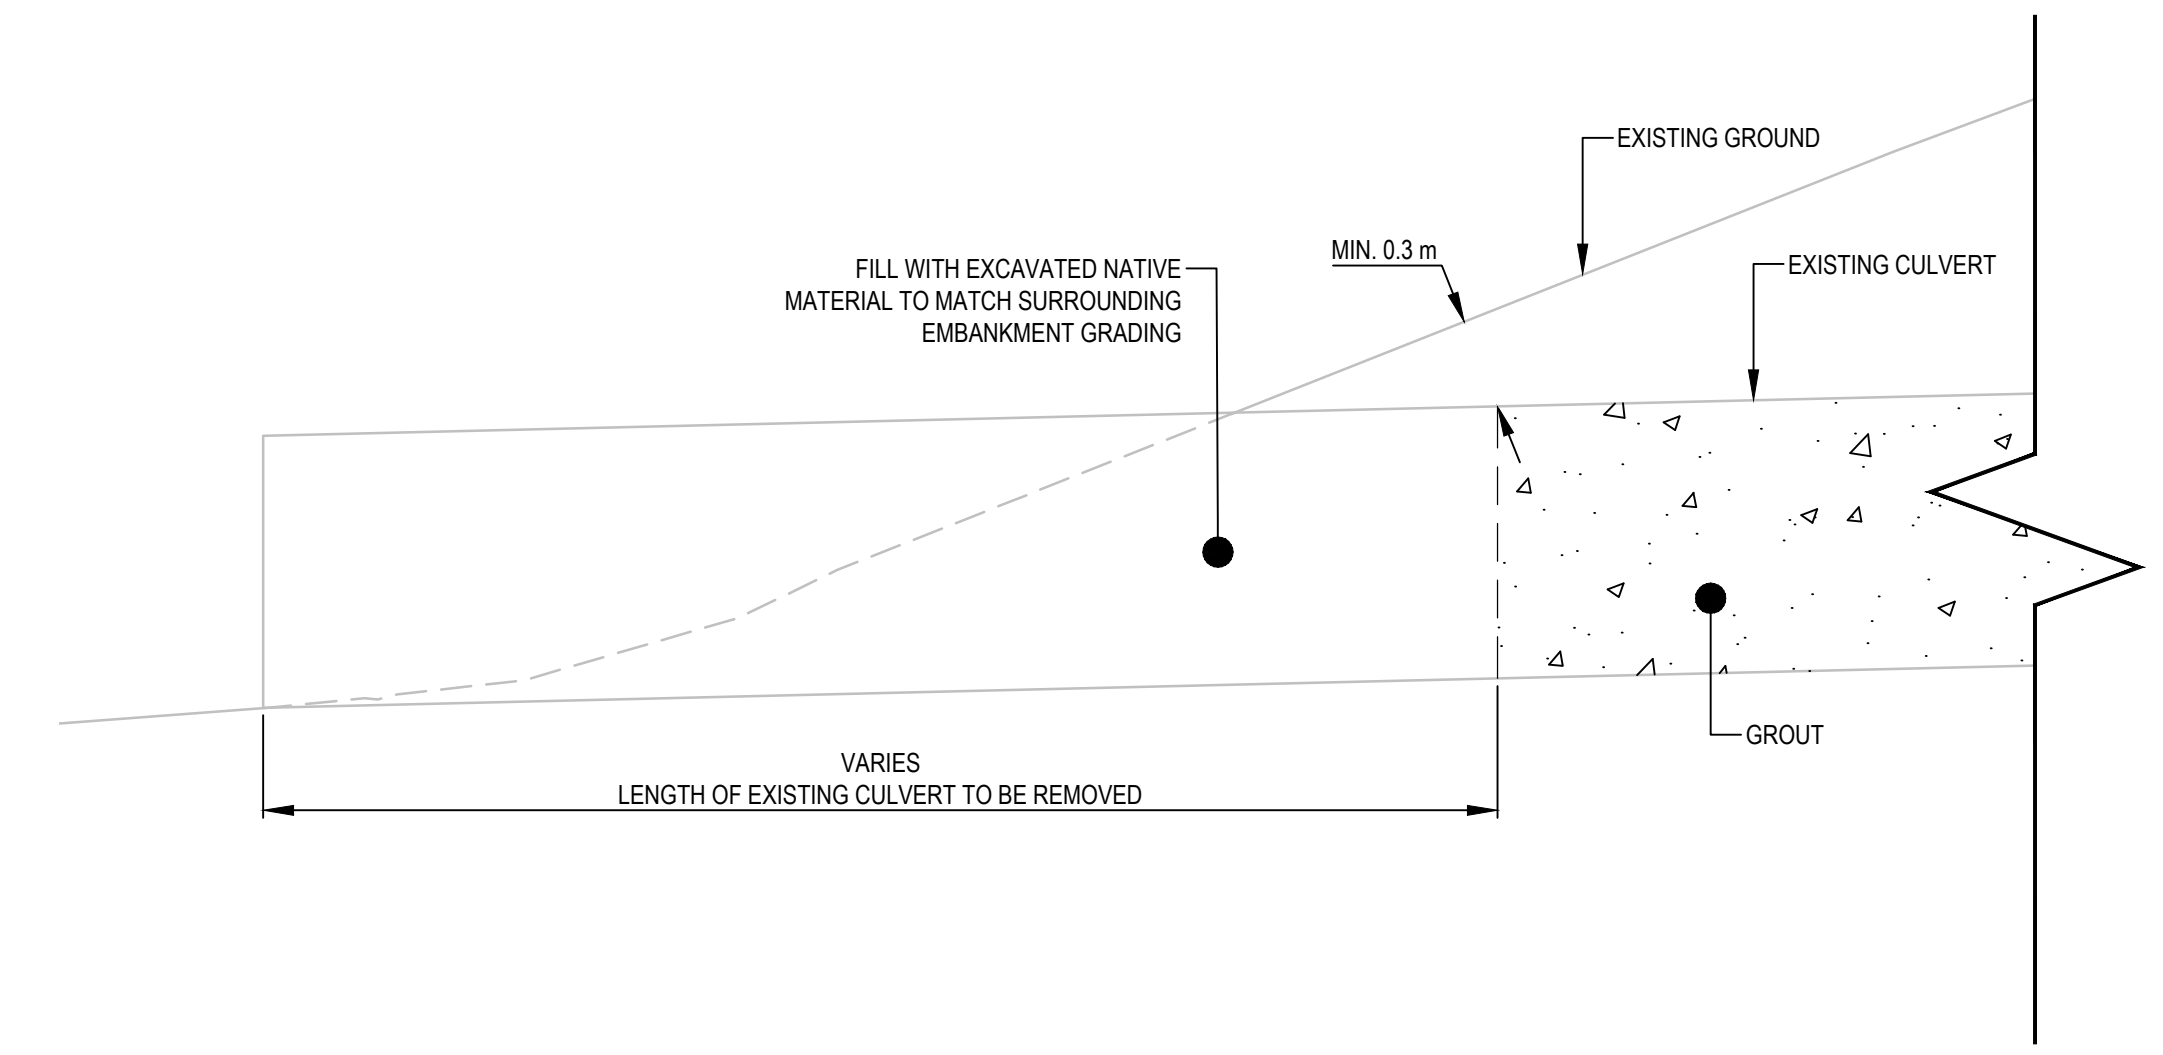 EXISTING GROUND
MIN. 0.3 m
EXISTING CULVERT
FILL WITH EXCAVATED NATIVE
MATERIAL TO MATCH SURROUNDING
EMBANKMENT GRADING
GROUT
VARIES
LENGTH OF EXISTING CULVERT TO BE REMOVED